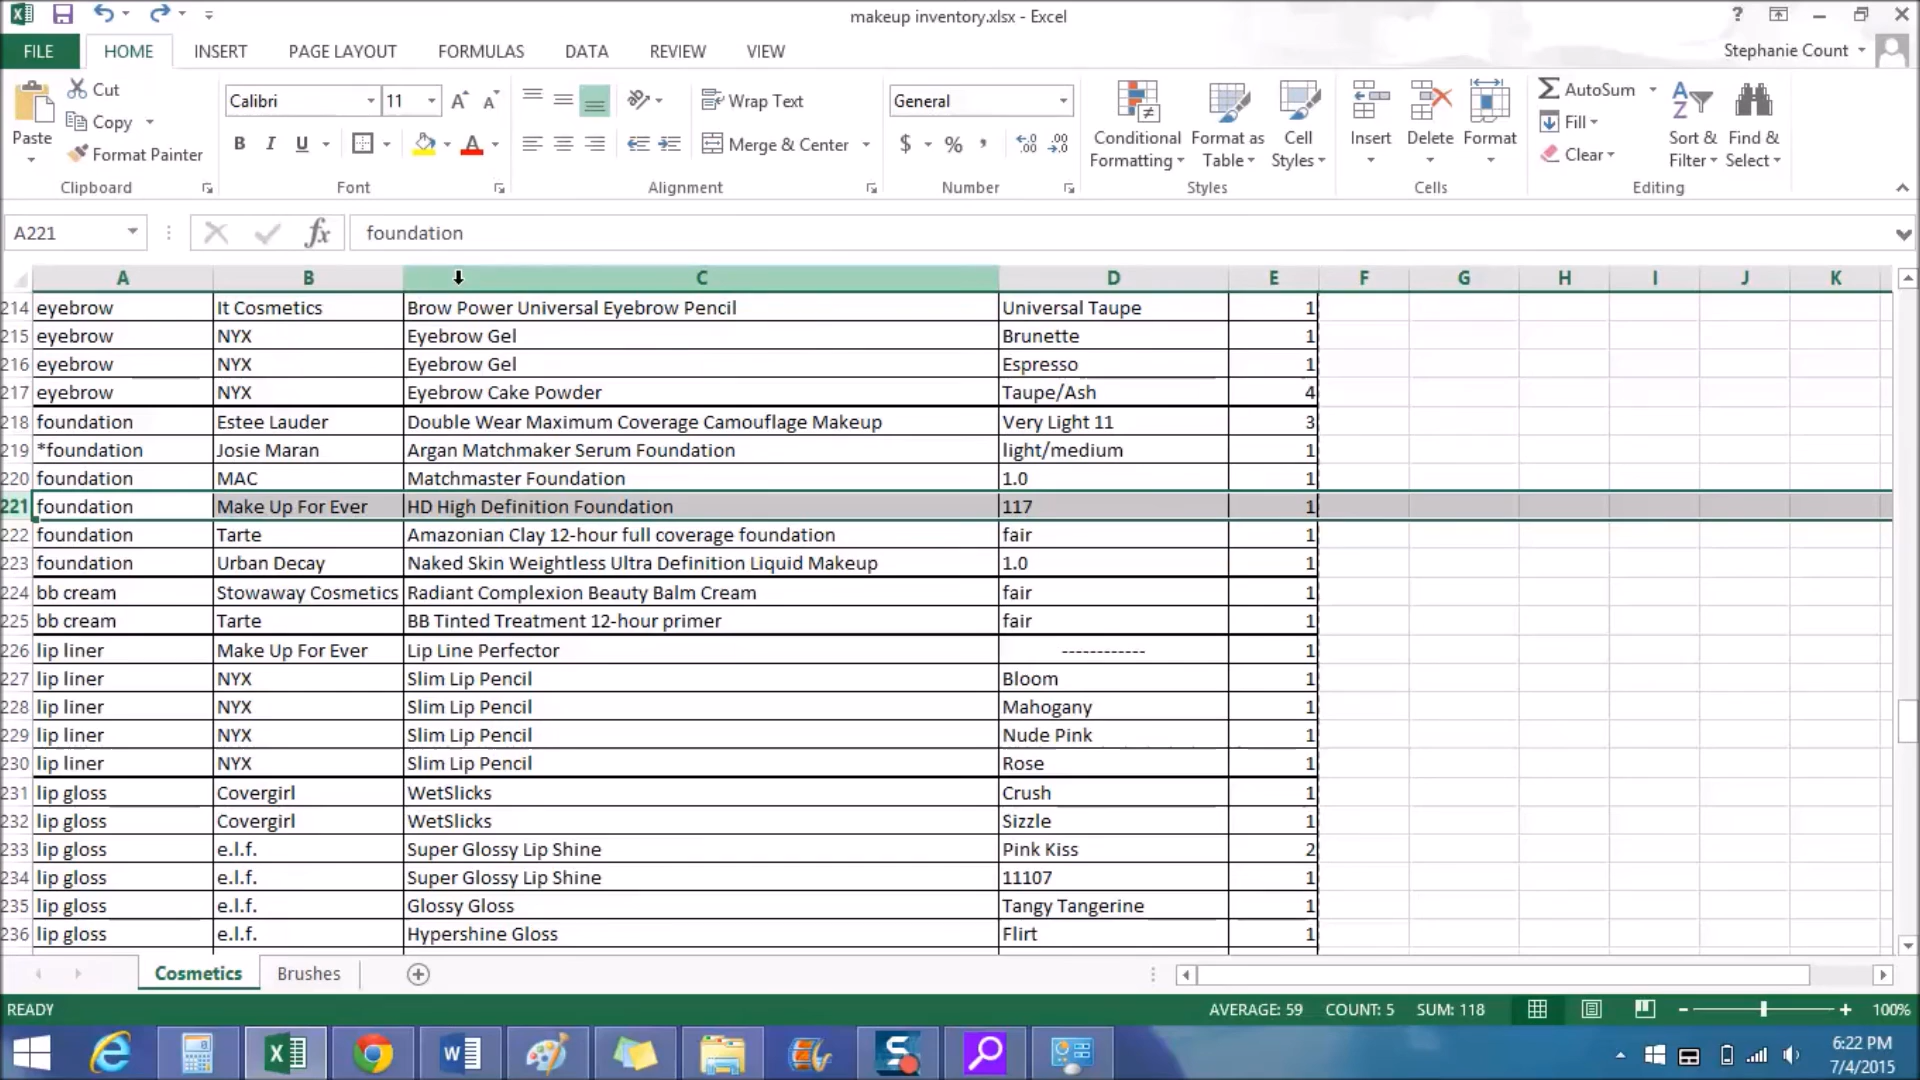 makeup inventory.xlsx - Excel
?
FILE HOME INSERT PAGE LAYOUT FORMULAS DATA REVIEW VIEW
Stephanie Count
Paste
Cut
Copy
Format Painter
Clipboard
Calibri 11
B I U
Font
Wrap Text
Merge & Center
Alignment
General
$ % ,
Number
Conditional Formatting
Format as Table
Cell Styles
Styles
Insert
Delete
Format
Cells
AutoSum
Fill
Clear
Sort & Filter
Find & Select
Editing
A221 fx foundation
A B C D E F G H I J K
214 eyebrow It Cosmetics Brow Power Universal Eyebrow Pencil Universal Taupe 1
215 eyebrow NYX Eyebrow Gel Brunette 1
216 eyebrow NYX Eyebrow Gel Espresso 1
217 eyebrow NYX Eyebrow Cake Powder Taupe/Ash 4
218 foundation Estee Lauder Double Wear Maximum Coverage Camouflage Makeup Very Light 11 3
219 *foundation Josie Maran Argan Matchmaker Serum Foundation light/medium 1
220 foundation MAC Matchmaster Foundation 1.0 1
221 foundation Make Up For Ever HD High Definition Foundation 117 1
222 foundation Tarte Amazonian Clay 12-hour full coverage foundation fair 1
223 foundation Urban Decay Naked Skin Weightless Ultra Definition Liquid Makeup 1.0 1
224 bb cream Stowaway Cosmetics Radiant Complexion Beauty Balm Cream fair 1
225 bb cream Tarte BB Tinted Treatment 12-hour primer fair 1
226 lip liner Make Up For Ever Lip Line Perfector ------------ 1
227 lip liner NYX Slim Lip Pencil Bloom 1
228 lip liner NYX Slim Lip Pencil Mahogany 1
229 lip liner NYX Slim Lip Pencil Nude Pink 1
230 lip liner NYX Slim Lip Pencil Rose 1
231 lip gloss Covergirl WetSlicks Crush 1
232 lip gloss Covergirl WetSlicks Sizzle 1
233 lip gloss e.l.f. Super Glossy Lip Shine Pink Kiss 2
234 lip gloss e.l.f. Super Glossy Lip Shine 11107 1
235 lip gloss e.l.f. Glossy Gloss Tangy Tangerine 1
236 lip gloss e.l.f. Hypershine Gloss Flirt 1
Cosmetics Brushes
READY AVERAGE: 59 COUNT: 5 SUM: 118 100%
6:22 PM
7/4/2015